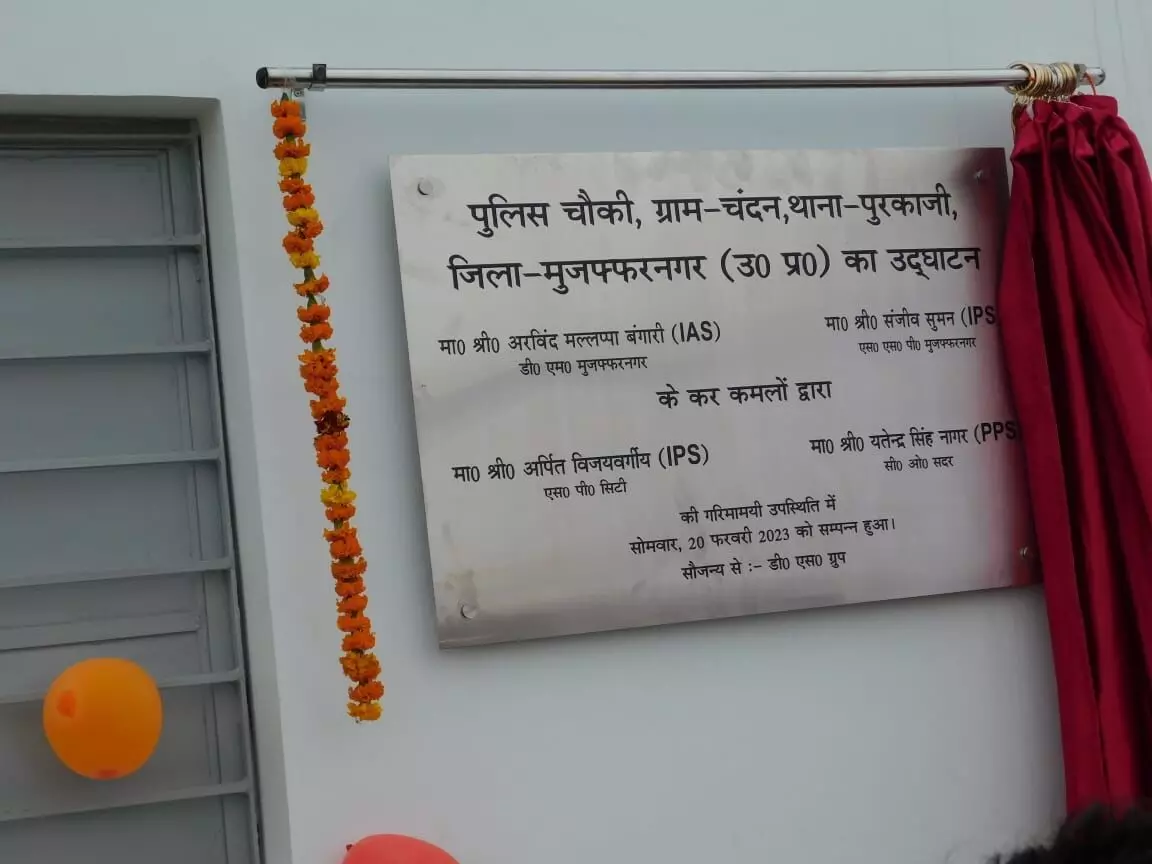 पुलिस चौकी, ग्राम-चंदन,थाना-पुरकाजी,
जिला-मुजफ्फरनगर (उ0 प्र0) का उद्घाटन
मा0 श्री0 अरविंद मल्लप्पा बंगारी (IAS) मा0 श्री0 संजीव सुमन (IPS
डी0 एम0 मुजफ्फरनगर एस0 एस0 पी0 मुजफ्फरनगर
के कर कमलों द्वारा
मा0 श्री0 अर्पित विजयवर्गीय (IPS) मा0 श्री0 यतेन्द्र सिंह नागर (PPS
एस0 पी0 सिटी सी0 ओ0 सदर
की गरिमामयी उपस्थिति में
सोमवार, 20 फरवरी 2023 को सम्पन्न हुआ।
सौजन्य से :- डी0 एस0 ग्रुप